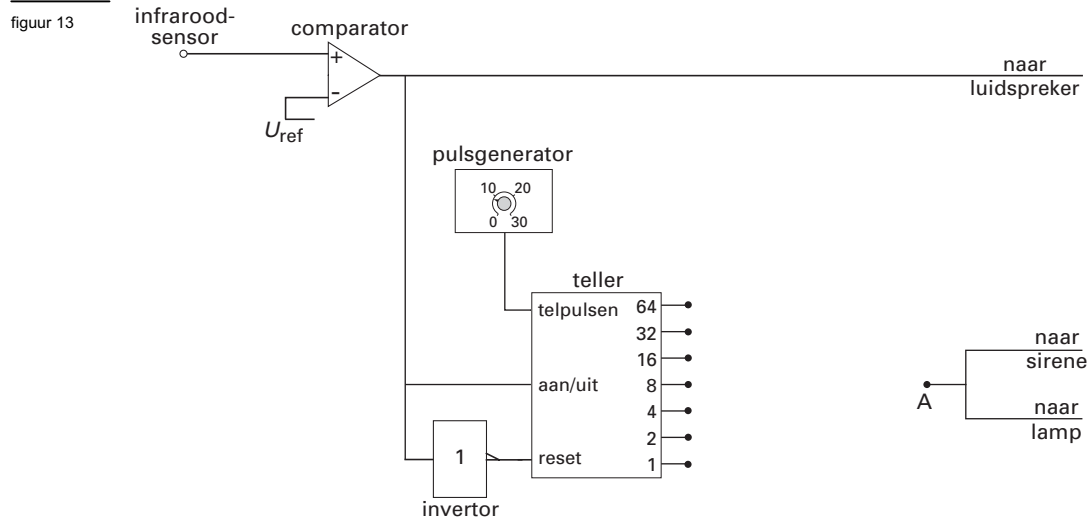 figuur 13
infrarood-
sensor
comparator
+
-
U ref
naar
luidspreker
pulsgenerator
10 20
0 30
teller
telpulsen
aan/uit
reset
64
32
16
8
4
2
1
1
invertor
A
naar
sirene
naar
lamp